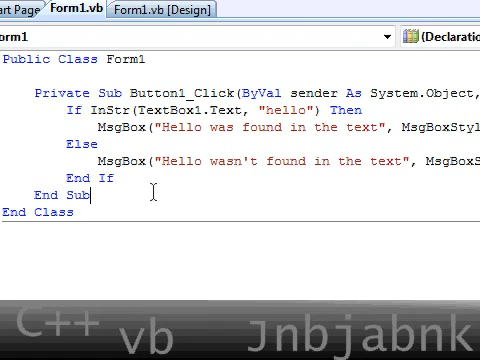 art Page Form1.vb Form1.vb [Design]
orm1 (Declaratio
Public Class Form1
Private Sub Button1_Click(ByVal sender As System.Object,
If InStr(TextBox1.Text, "hello") Then
MsgBox("Hello was found in the text", MsgBoxStyl
Else
MsgBox("Hello wasn't found in the text", MsgBoxS
End If
End Sub
End Class
C++ vb Jnbjabnk